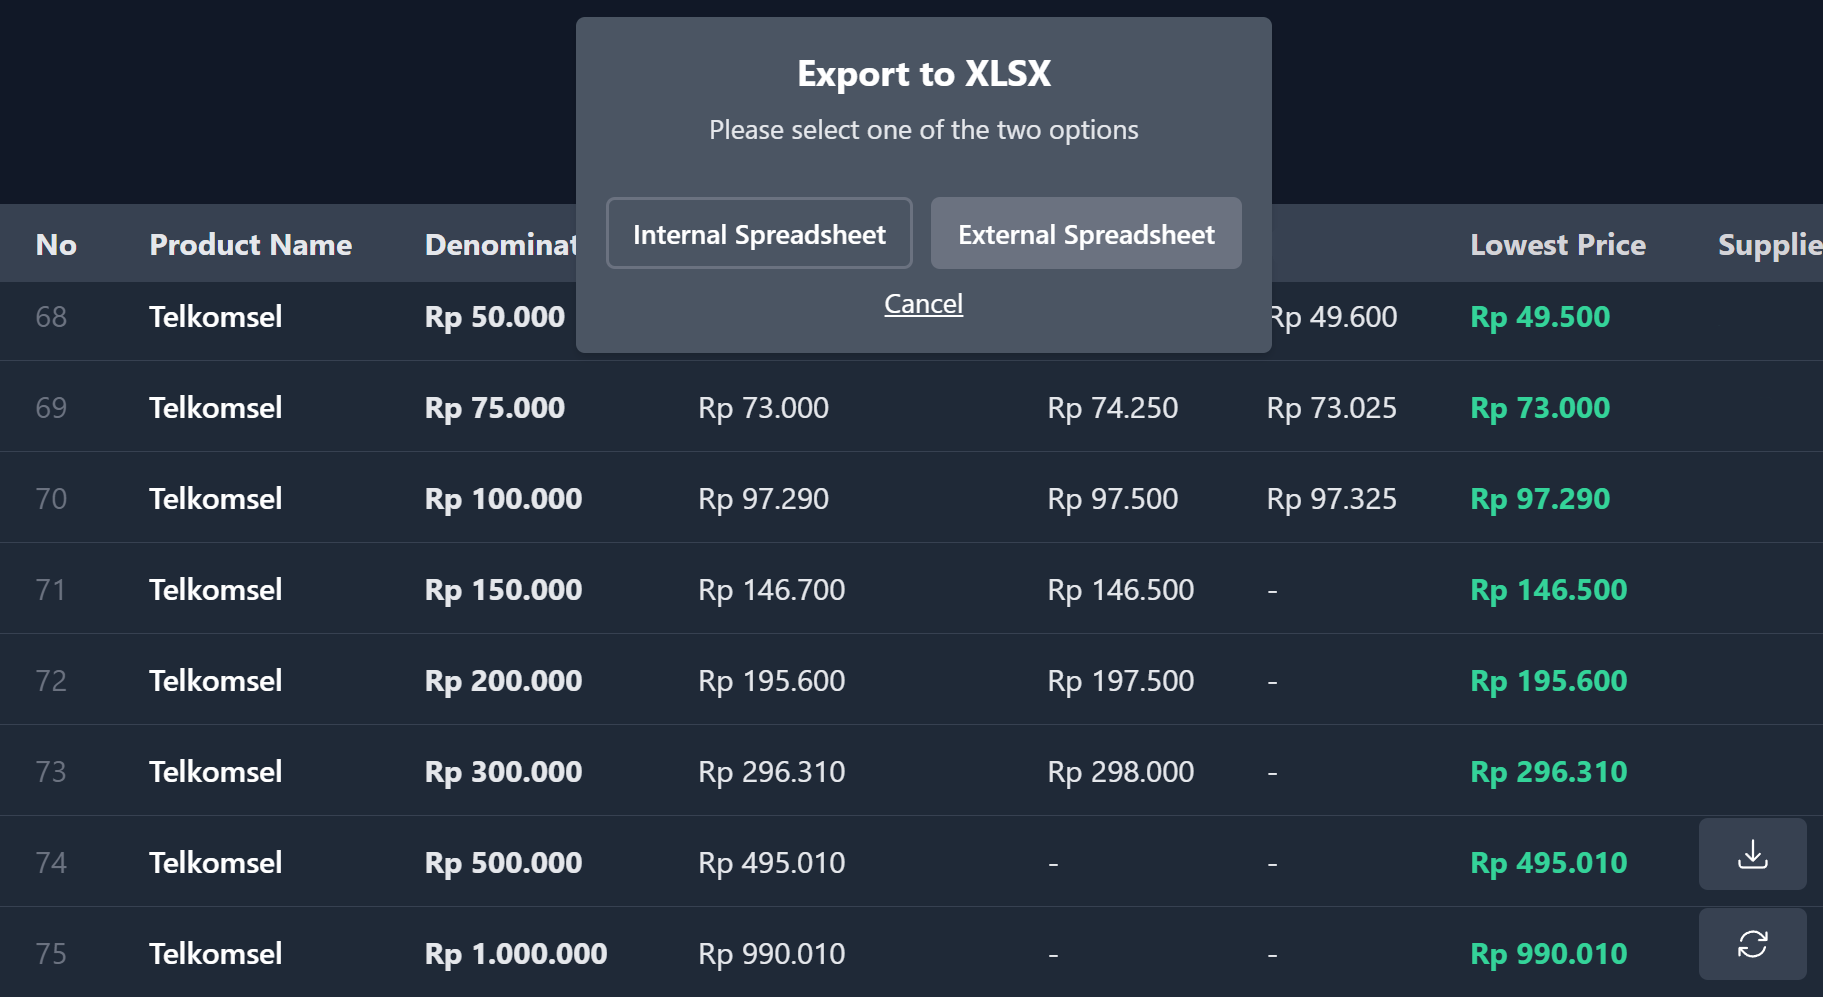 Export to XLSX
Please select one of the two options
Internal Spreadsheet External Spreadsheet
Cancel
No Product Name Denominat Lowest Price Supplie
68 Telkomsel Rp 50.000 Rp 49.600 Rp 49.500
69 Telkomsel Rp 75.000 Rp 73.000 Rp 74.250 Rp 73.025 Rp 73.000
70 Telkomsel Rp 100.000 Rp 97.290 Rp 97.500 Rp 97.325 Rp 97.290
71 Telkomsel Rp 150.000 Rp 146.700 Rp 146.500 - Rp 146.500
72 Telkomsel Rp 200.000 Rp 195.600 Rp 197.500 - Rp 195.600
73 Telkomsel Rp 300.000 Rp 296.310 Rp 298.000 - Rp 296.310
74 Telkomsel Rp 500.000 Rp 495.010 - - Rp 495.010
75 Telkomsel Rp 1.000.000 Rp 990.010 - - Rp 990.010